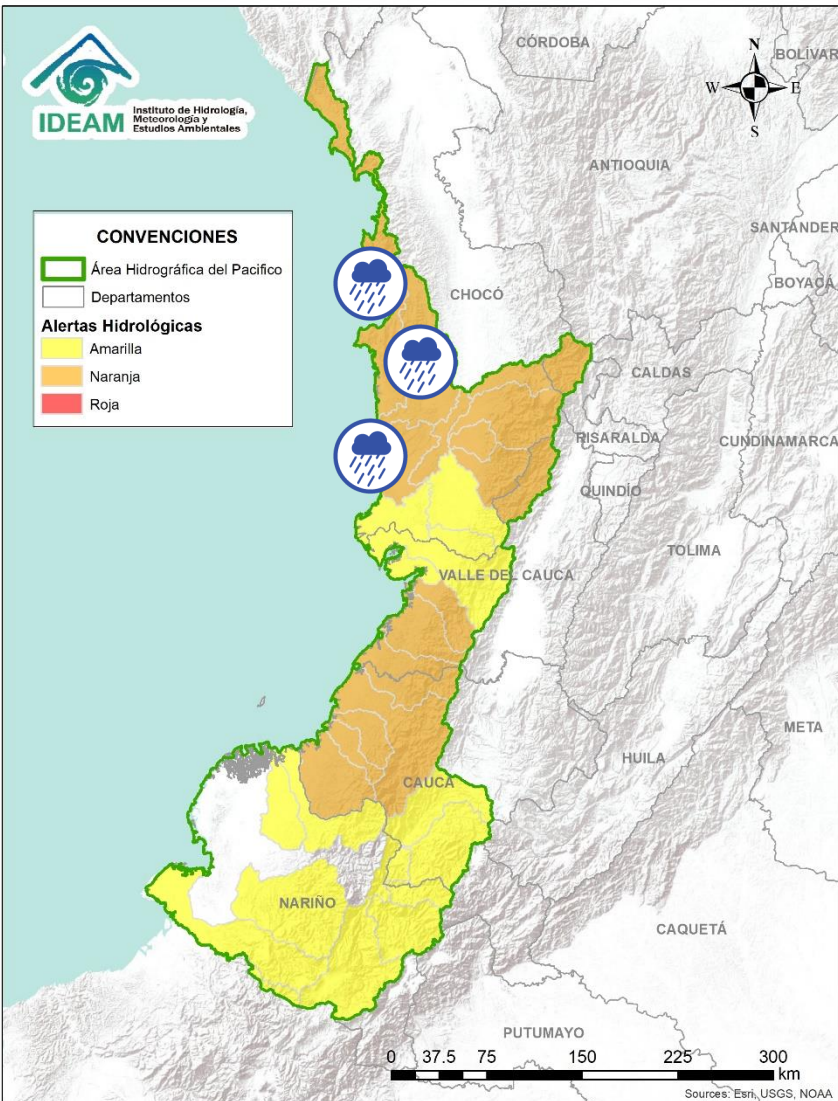 IDEAM
Instituto de Hidrología,
Meteorología y
Estudios Ambientales
CÓRDOBA
BOLÍVAR
N
W
E
S
ANTIOQUIA
SANTANDER
BOYACÁ
CONVENCIONES
Área Hidrográfica del Pacifico
Departamentos
Alertas Hidrológicas
Amarilla
Naranja
Roja
CHOCÓ
CALDAS
RISARALDA
CUNDINAMARCA
QUINDÍO
TOLIMA
VALLE DEL CAUCA
META
HUILA
CAUCA
NARIÑO
CAQUETÁ
PUTUMAYO
0 37.5 75 150 225 300
km
Sources: Esri, USGS, NOAA